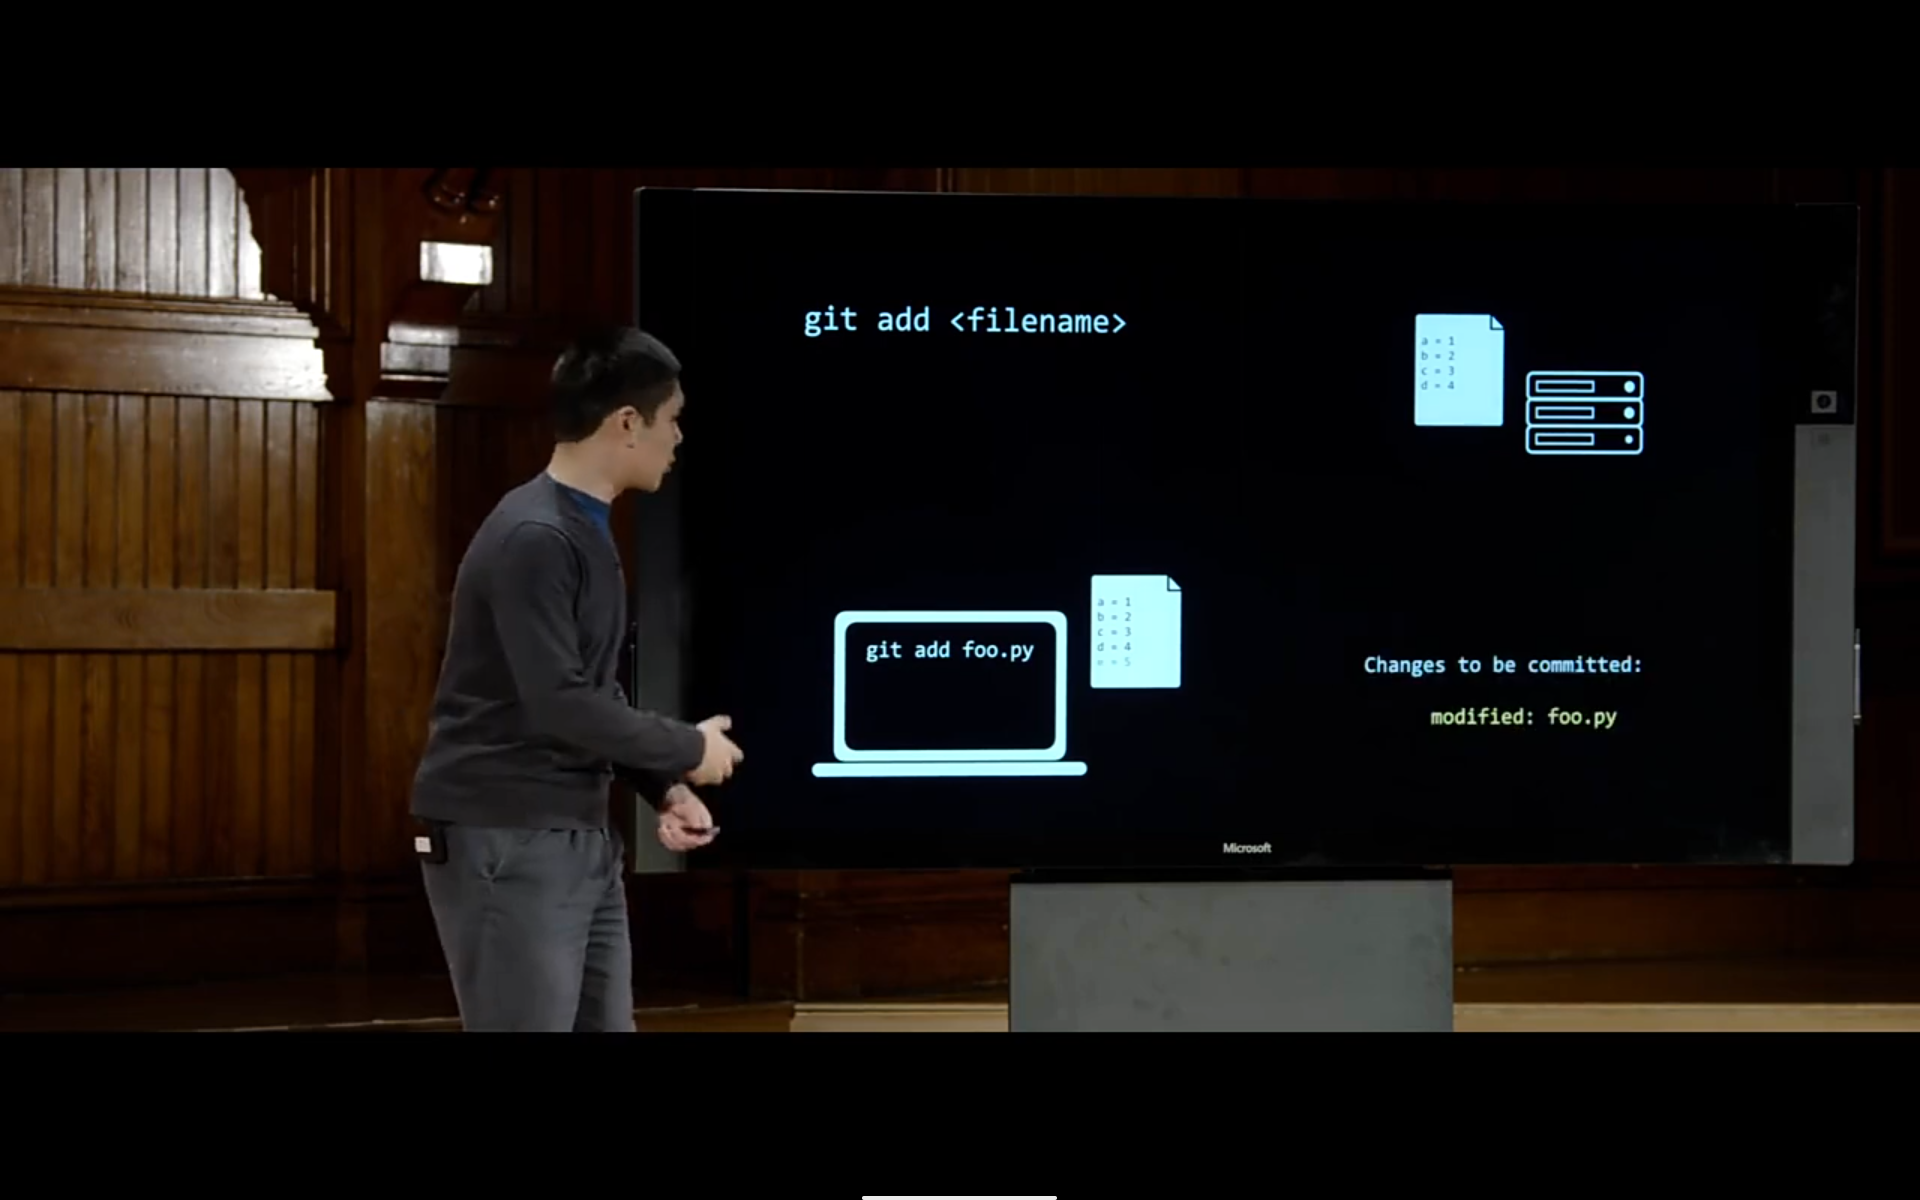 git add <filename>
a = 1
b = 2
c = 3
d = 4
git add foo.py
a = 1
b = 2
c = 3
d = 4
e = 5
Changes to be committed:
modified: foo.py
Microsoft